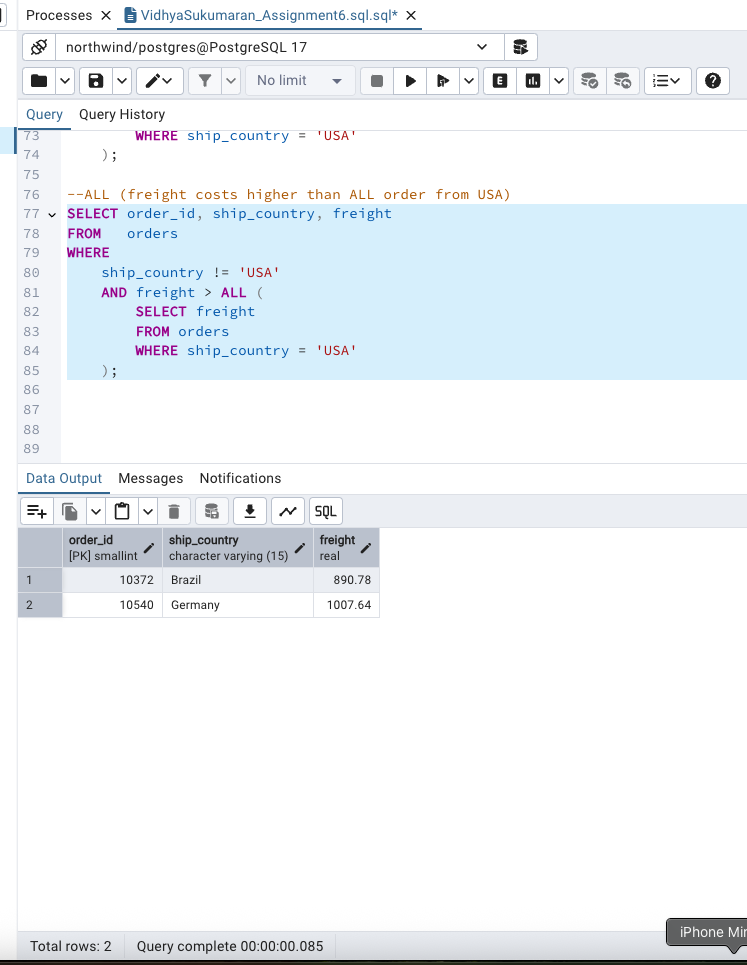 Processes VidhyaSukumaran_Assignment6.sql.sql*
northwind/postgres@PostgreSQL 17
No limit
Query Query History
73 WHERE ship_country = 'USA'
74 );
75
76 --ALL (freight costs higher than ALL order from USA)
77 SELECT order_id, ship_country, freight
78 FROM orders
79 WHERE
80 ship_country != 'USA'
81 AND freight > ALL (
82 SELECT freight
83 FROM orders
84 WHERE ship_country = 'USA'
85 );
86
87
88
89
Data Output Messages Notifications
SQL
order_id ship_country freight
[PK] smallint character varying (15) real
1 10372 Brazil 890.78
2 10540 Germany 1007.64
iPhone Mir
Total rows: 2 Query complete 00:00:00.085